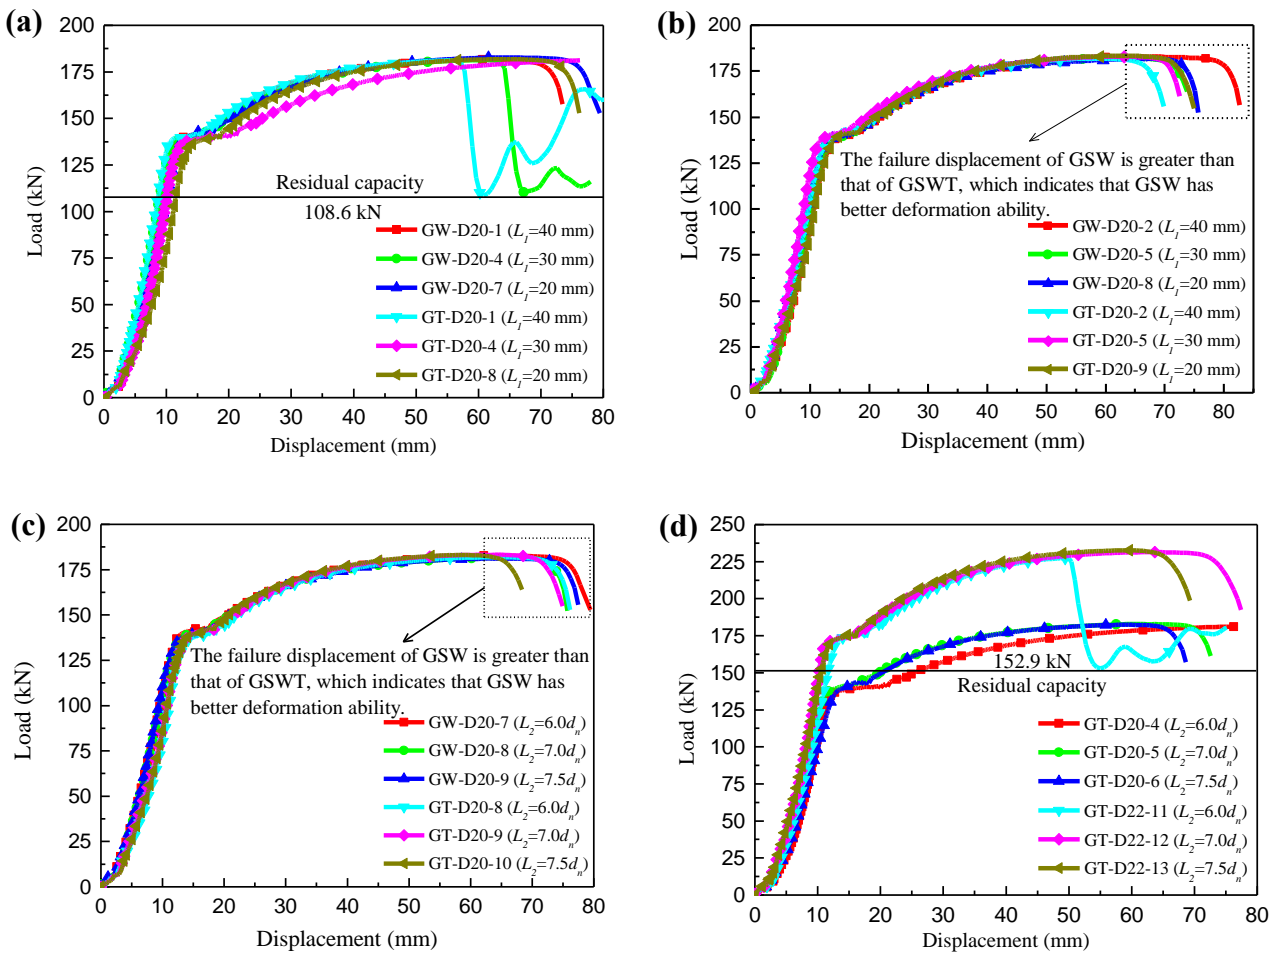 (a)
200
175
150
125
100
75
50
25
0
Load (kN)
Residual capacity
108.6 kN
GW-D20-1 (L1=40 mm)
GW-D20-4 (L1=30 mm)
GW-D20-7 (L1=20 mm)
GT-D20-1 (L1=40 mm)
GT-D20-4 (L1=30 mm)
GT-D20-8 (L1=20 mm)
0 10 20 30 40 50 60 70 80
Displacement (mm)
(b)
200
175
150
125
100
75
50
25
0
Load (kN)
The failure displacement of GSW is greater than
that of GSWT, which indicates that GSW has
better deformation ability.
GW-D20-2 (L1=40 mm)
GW-D20-5 (L1=30 mm)
GW-D20-8 (L1=20 mm)
GT-D20-2 (L1=40 mm)
GT-D20-5 (L1=30 mm)
GT-D20-9 (L1=20 mm)
0 10 20 30 40 50 60 70 80
Displacement (mm)
(c)
200
175
150
125
100
75
50
25
0
Load (kN)
The failure displacement of GSW is greater than
that of GSWT, which indicates that GSW has
better deformation ability.
GW-D20-7 (L2=6.0dn)
GW-D20-8 (L2=7.0dn)
GW-D20-9 (L2=7.5dn)
GT-D20-8 (L2=6.0dn)
GT-D20-9 (L2=7.0dn)
GT-D20-10 (L2=7.5dn)
0 10 20 30 40 50 60 70 80
Displacement (mm)
(d)
250
225
200
175
150
125
100
75
50
25
0
Load (kN)
152.9 kN
Residual capacity
GT-D20-4 (L2=6.0dn)
GT-D20-5 (L2=7.0dn)
GT-D20-6 (L2=7.5dn)
GT-D22-11 (L2=6.0dn)
GT-D22-12 (L2=7.0dn)
GT-D22-13 (L2=7.5dn)
0 10 20 30 40 50 60 70 80
Displacement (mm)